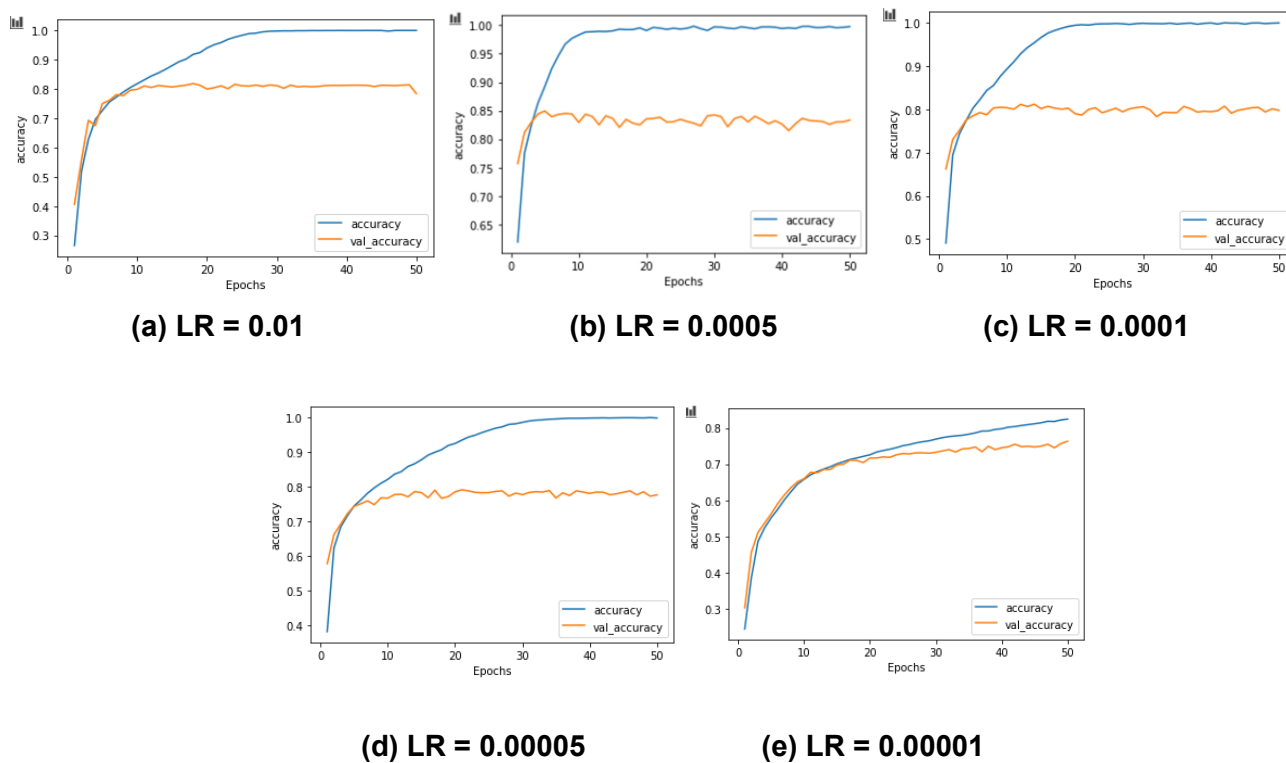 1.0
0.9
0.8
0.7
0.6
0.5
0.4
0.3
accuracy
0 10 20 30 40 50
Epochs
accuracy
val_accuracy
(a) LR = 0.01
1.00
0.95
0.90
0.85
0.80
0.75
0.70
0.65
accuracy
0 10 20 30 40 50
Epochs
accuracy
val_accuracy
(b) LR = 0.0005
1.0
0.9
0.8
0.7
0.6
0.5
accuracy
0 10 20 30 40 50
Epochs
accuracy
val_accuracy
(c) LR = 0.0001
1.0
0.9
0.8
0.7
0.6
0.5
0.4
accuracy
0 10 20 30 40 50
Epochs
accuracy
val_accuracy
(d) LR = 0.00005
0.8
0.7
0.6
0.5
0.4
0.3
accuracy
0 10 20 30 40 50
Epochs
accuracy
val_accuracy
(e) LR = 0.00001